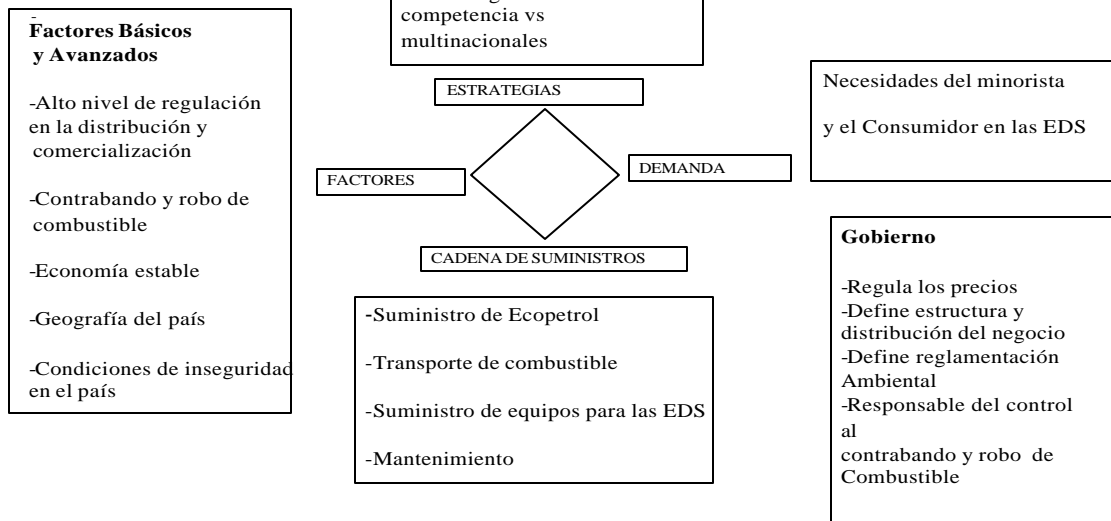 competencia vs
multinacionales
Factores Básicos
y Avanzados
-Alto nivel de regulación
en la distribución y
comercialización
-Contrabando y robo de
combustible
-Economía estable
-Geografía del país
-Condiciones de inseguridad
en el país
ESTRATEGIAS
FACTORES
DEMANDA
CADENA DE SUMINISTROS
-Suministro de Ecopetrol
-Transporte de combustible
-Suministro de equipos para las EDS
-Mantenimiento
Necesidades del minorista
y el Consumidor en las EDS
Gobierno
-Regula los precios
-Define estructura y
distribución del negocio
-Define reglamentación
Ambiental
-Responsable del control
al
contrabando y robo de
Combustible